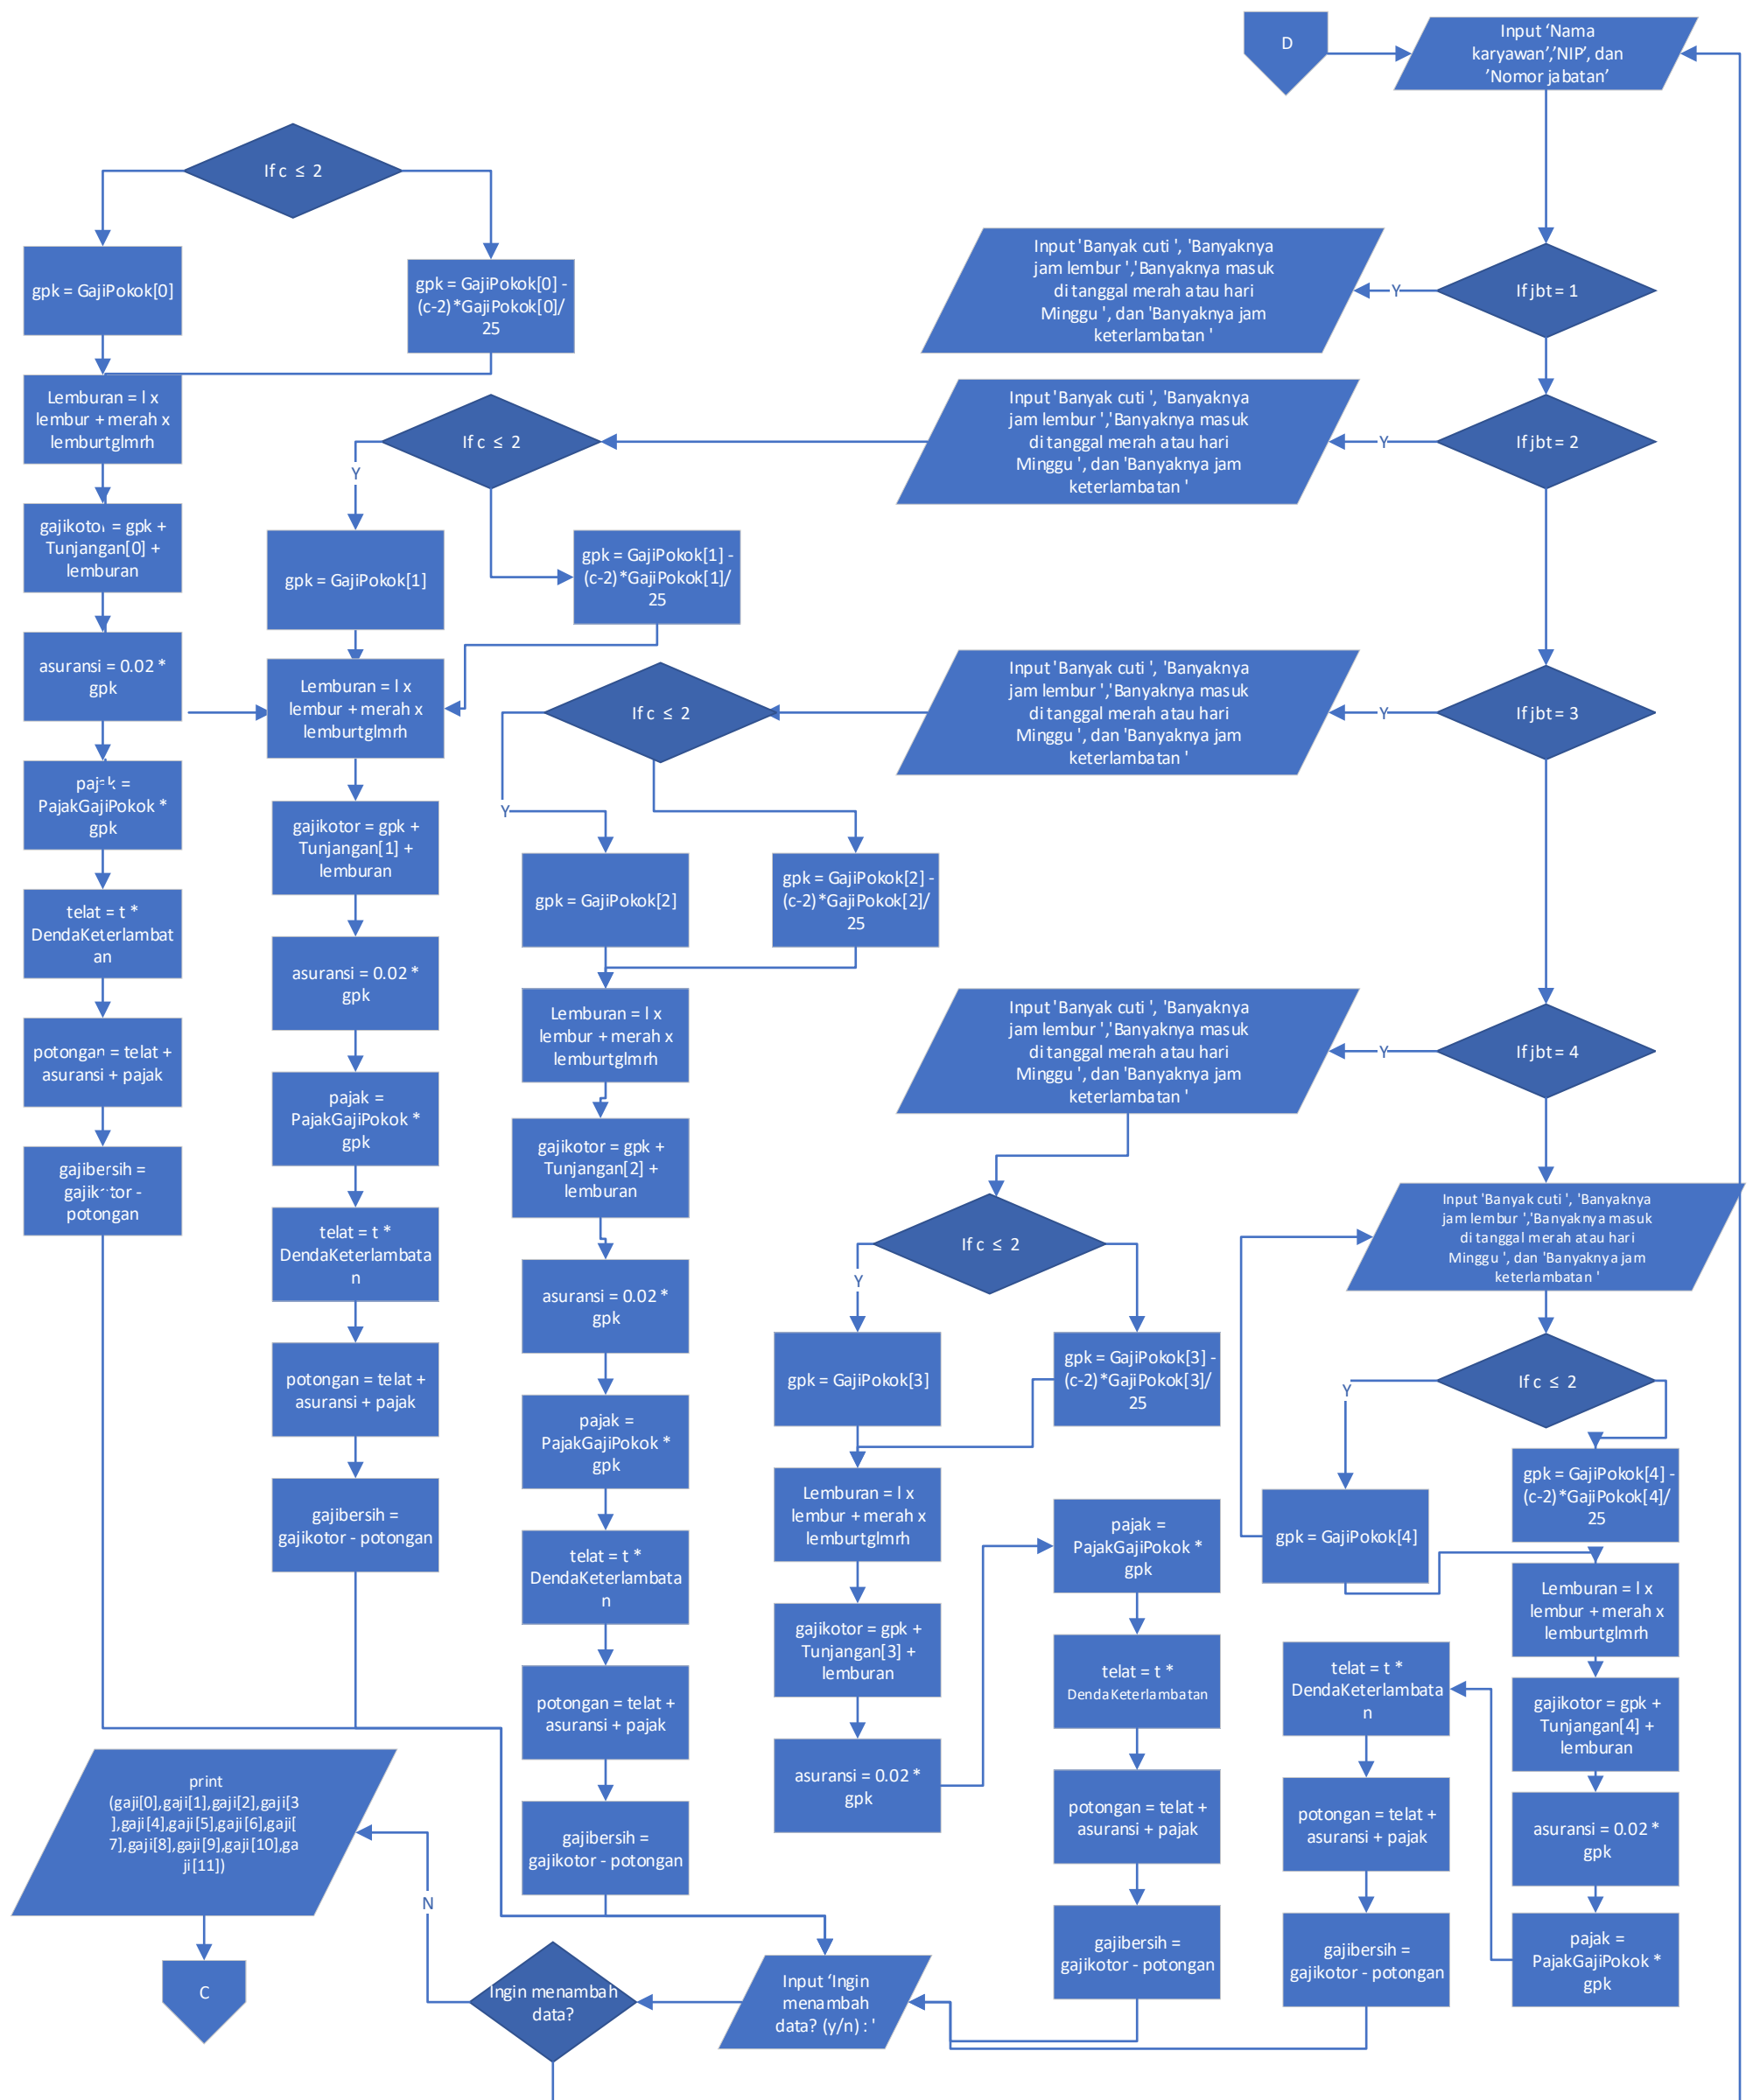 D
Input ‘Nama
karyawan’,’NIP’, dan
’Nomor jabatan’
If c ≤ 2
gpk = GajiPokok[0]
gpk = GajiPokok[0] -
(c-2)*GajiPokok[0]/
25
Lemburan = l x
lembur + merah x
lemburtglmrh
gajikotor = gpk +
Tunjangan[0] +
lemburan
asuransi = 0.02 *
gpk
pajak =
PajakGajiPokok *
gpk
telat = t *
DendaKeterlambat
an
potongan = telat +
asuransi + pajak
gajibersih =
gajikotor -
potongan
If jbt = 1
Y
Input 'Banyak cuti ', 'Banyaknya
jam lembur ','Banyaknya masuk
di tanggal merah atau hari
Minggu ', dan 'Banyaknya jam
keterlambatan '
If jbt = 2
Y
Input 'Banyak cuti ', 'Banyaknya
jam lembur ','Banyaknya masuk
di tanggal merah atau hari
Minggu ', dan 'Banyaknya jam
keterlambatan '
If c ≤ 2
Y
gpk = GajiPokok[1]
gpk = GajiPokok[1] -
(c-2)*GajiPokok[1]/
25
Lemburan = l x
lembur + merah x
lemburtglmrh
gajikotor = gpk +
Tunjangan[1] +
lemburan
asuransi = 0.02 *
gpk
pajak =
PajakGajiPokok *
gpk
telat = t *
DendaKeterlambata
n
potongan = telat +
asuransi + pajak
gajibersih =
gajikotor - potongan
If jbt = 3
Y
Input 'Banyak cuti ', 'Banyaknya
jam lembur ','Banyaknya masuk
di tanggal merah atau hari
Minggu ', dan 'Banyaknya jam
keterlambatan '
If c ≤ 2
Y
gpk = GajiPokok[2]
gpk = GajiPokok[2] -
(c-2)*GajiPokok[2]/
25
Lemburan = l x
lembur + merah x
lemburtglmrh
gajikotor = gpk +
Tunjangan[2] +
lemburan
asuransi = 0.02 *
gpk
pajak =
PajakGajiPokok *
gpk
telat = t *
DendaKeterlambata
n
potongan = telat +
asuransi + pajak
gajibersih =
gajikotor - potongan
If jbt = 4
Y
Input 'Banyak cuti ', 'Banyaknya
jam lembur ','Banyaknya masuk
di tanggal merah atau hari
Minggu ', dan 'Banyaknya jam
keterlambatan '
If c ≤ 2
Y
gpk = GajiPokok[3]
gpk = GajiPokok[3] -
(c-2)*GajiPokok[3]/
25
Lemburan = l x
lembur + merah x
lemburtglmrh
gajikotor = gpk +
Tunjangan[3] +
lemburan
asuransi = 0.02 *
gpk
pajak =
PajakGajiPokok *
gpk
telat = t *
DendaKeterlambatan
potongan = telat +
asuransi + pajak
gajibersih =
gajikotor - potongan
Input 'Banyak cuti ', 'Banyaknya
jam lembur ','Banyaknya masuk
di tanggal merah atau hari
Minggu ', dan 'Banyaknya jam
keterlambatan '
If c ≤ 2
Y
gpk = GajiPokok[4]
gpk = GajiPokok[4] -
(c-2)*GajiPokok[4]/
25
Lemburan = l x
lembur + merah x
lemburtglmrh
gajikotor = gpk +
Tunjangan[4] +
lemburan
asuransi = 0.02 *
gpk
pajak =
PajakGajiPokok *
gpk
telat = t *
DendaKeterlambata
n
potongan = telat +
asuransi + pajak
gajibersih =
gajikotor - potongan
Input ‘Ingin
menambah
data? (y/n) : '
Ingin menambah
data?
N
print
(gaji[0],gaji[1],gaji[2],gaji[3
],gaji[4],gaji[5],gaji[6],gaji[
7],gaji[8],gaji[9],gaji[10],ga
ji[11])
C